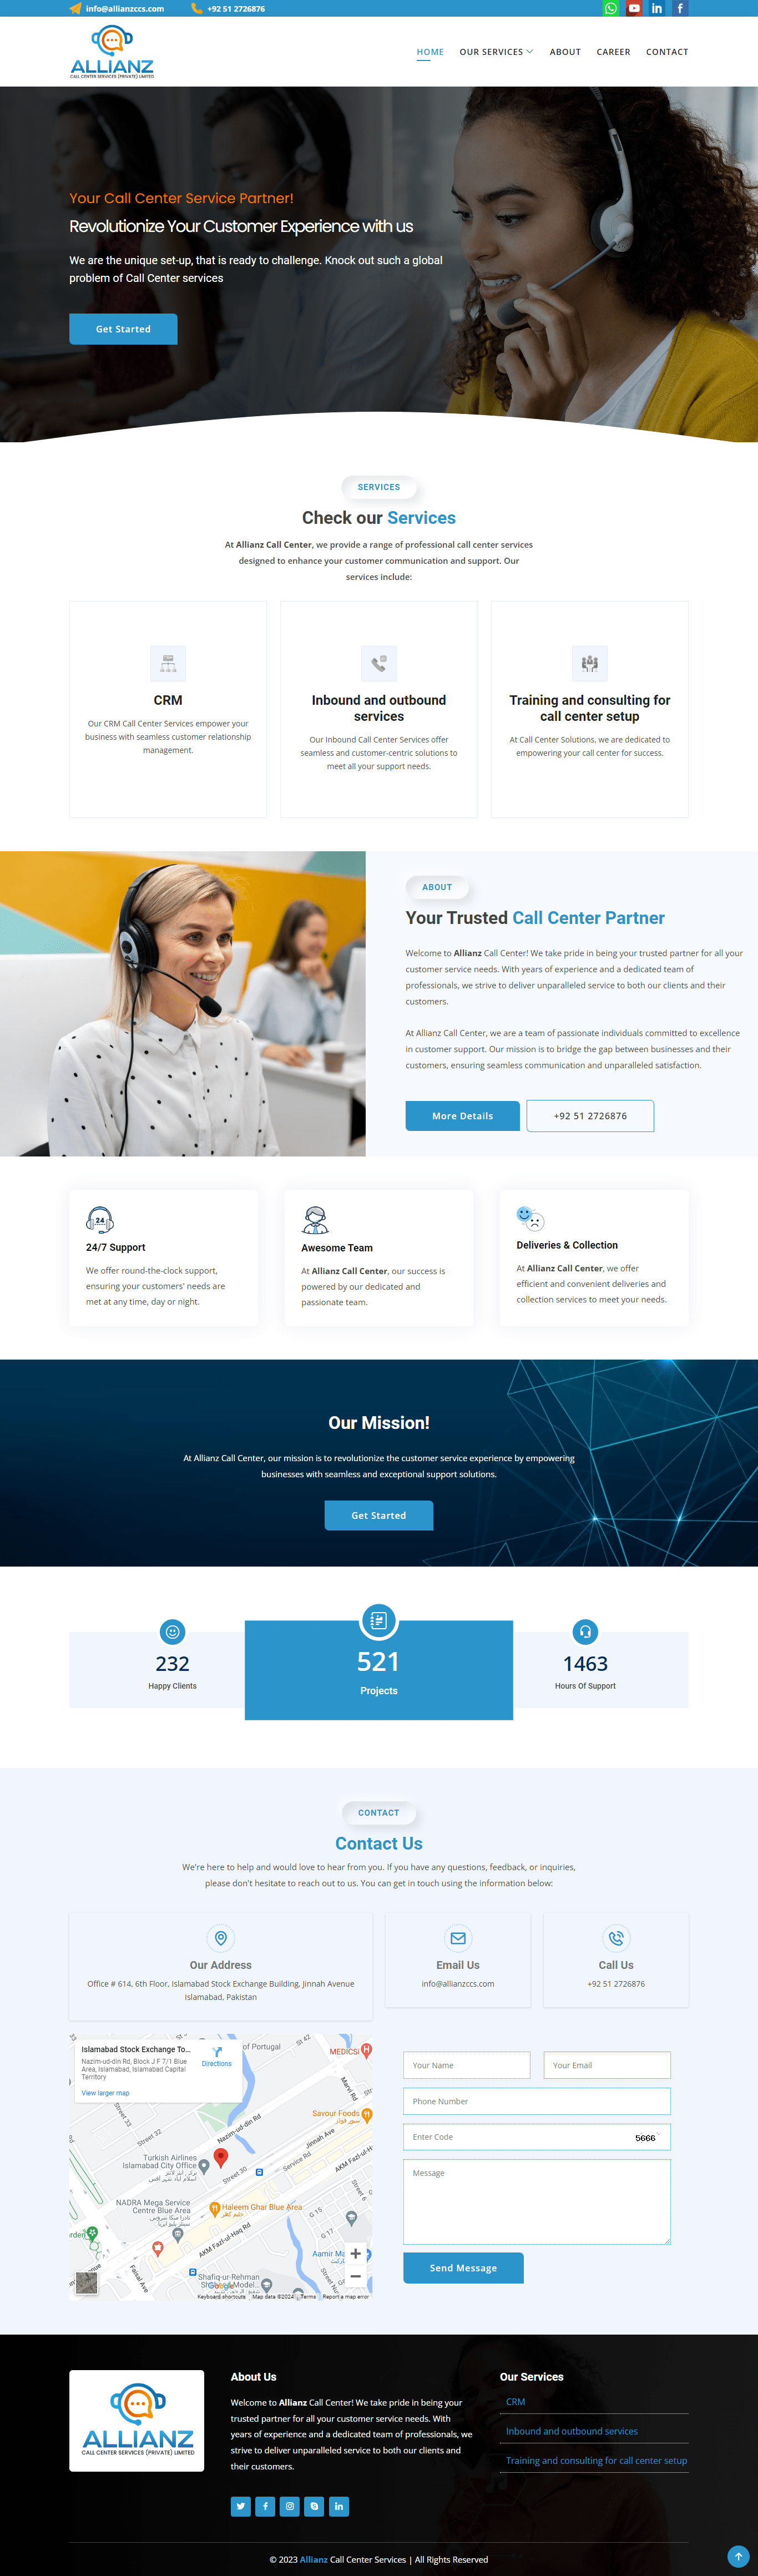 info@allianzccs.com
+92 51 2726876
ALLIANZ
CALL CENTER SERVICES (PRIVATE) LIMITED
HOME
OUR SERVICES
ABOUT
CAREER
CONTACT
Your Call Center Service Partner!
Revolutionize Your Customer Experience with us
We are the unique set-up, that is ready to challenge. Knock out such a global
problem of Call Center services
Get Started
SERVICES
Check our Services
At Allianz Call Center, we provide a range of professional call center services
designed to enhance your customer communication and support. Our
services include:
CRM
Our CRM Call Center Services empower your
business with seamless customer relationship
management.
Inbound and outbound
services
Our Inbound Call Center Services offer
seamless and customer-centric solutions to
meet all your support needs.
Training and consulting for
call center setup
At Call Center Solutions, we are dedicated to
empowering your call center for success.
ABOUT
Your Trusted Call Center Partner
Welcome to Allianz Call Center! We take pride in being your trusted partner for all your
customer service needs. With years of experience and a dedicated team of
professionals, we strive to deliver unparalleled service to both our clients and their
customers.
At Allianz Call Center, we are a team of passionate individuals committed to excellence
in customer support. Our mission is to bridge the gap between businesses and their
customers, ensuring seamless communication and unparalleled satisfaction.
More Details
+92 51 2726876
24
24/7 Support
We offer round-the-clock support,
ensuring your customers' needs are
met at any time, day or night.
Awesome Team
At Allianz Call Center, our success is
powered by our dedicated and
passionate team.
Deliveries & Collection
At Allianz Call Center, we offer
efficient and convenient deliveries and
collection services to meet your needs.
Our Mission!
At Allianz Call Center, our mission is to revolutionize the customer service experience by empowering
businesses with seamless and exceptional support solutions.
Get Started
232
Happy Clients
521
Projects
1463
Hours Of Support
CONTACT
Contact Us
We're here to help and would love to hear from you. If you have any questions, feedback, or inquiries,
please don't hesitate to reach out to us. You can get in touch using the information below:
Our Address
Office # 614, 6th Floor, Islamabad Stock Exchange Building, Jinnah Avenue
Islamabad, Pakistan
Email Us
info@allianzccs.com
Call Us
+92 51 2726876
Islamabad Stock Exchange To...
Nazim-ud-din Rd, Block J F 7/1 Blue
Area, Islamabad, Islamabad Capital
Territory
Directions
View larger map
of Portugal
St 42
MEDICSI
Marvi Rd
Savour Foods
سیور فوڈز
Street 33
Nazim-ud-din Rd
Street 32
Jinnah Ave
Turkish Airlines
Islamabad City Office
Service Rd
AKM Fazl-ul-H
Street 30
Street 6
NADRA Mega Service
Centre Blue Area
Haleem Ghar Blue Area
G 15
G 17
AKM Fazl-ul-Haq Rd
rden
Aamir Ma
Faisal Ave
Shafiq-ur-Rehman
Google
Keyboard shortcuts
Map data ©2024
Terms
Report a map error
Your Name
Your Email
Phone Number
Enter Code
5666
Message
Send Message
ALLIANZ
CALL CENTER SERVICES (PRIVATE) LIMITED
About Us
Welcome to Allianz Call Center! We take pride in being your
trusted partner for all your customer service needs. With
years of experience and a dedicated team of professionals, we
strive to deliver unparalleled service to both our clients and
their customers.
Our Services
CRM
Inbound and outbound services
Training and consulting for call center setup
© 2023 Allianz Call Center Services | All Rights Reserved